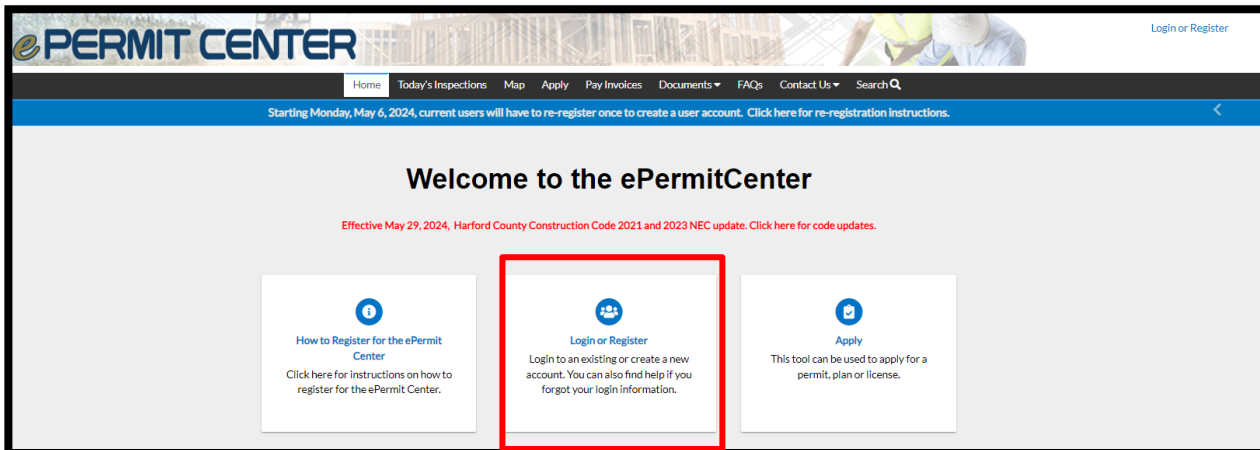 ePERMIT CENTER
Login or Register
Home Today's Inspections Map Apply Pay Invoices Documents FAQs Contact Us Search
Starting Monday, May 6, 2024, current users will have to re-register once to create a user account. Click here for re-registration instructions.
Welcome to the ePermitCenter
Effective May 29, 2024, Harford County Construction Code 2021 and 2023 NEC update. Click here for code updates.
How to Register for the ePermit
Center
Click here for instructions on how to
register for the ePermit Center.
Login or Register
Login to an existing or create a new
account. You can also find help if you
forgot your login information.
Apply
This tool can be used to apply for a
permit, plan or license.